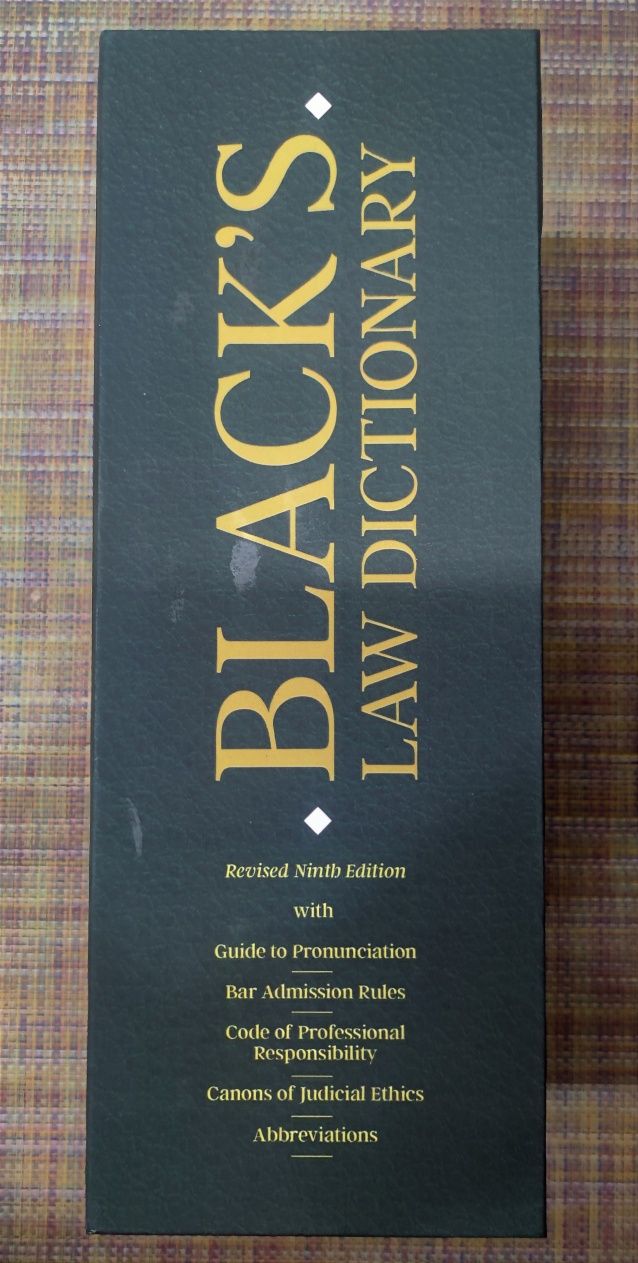 BLACK'S
LAW DICTIONARY
Revised Ninth Edition
with
Guide to Pronunciation
Bar Admission Rules
Code of Professional
Responsibility
Canons of Judicial Ethics
Abbreviations